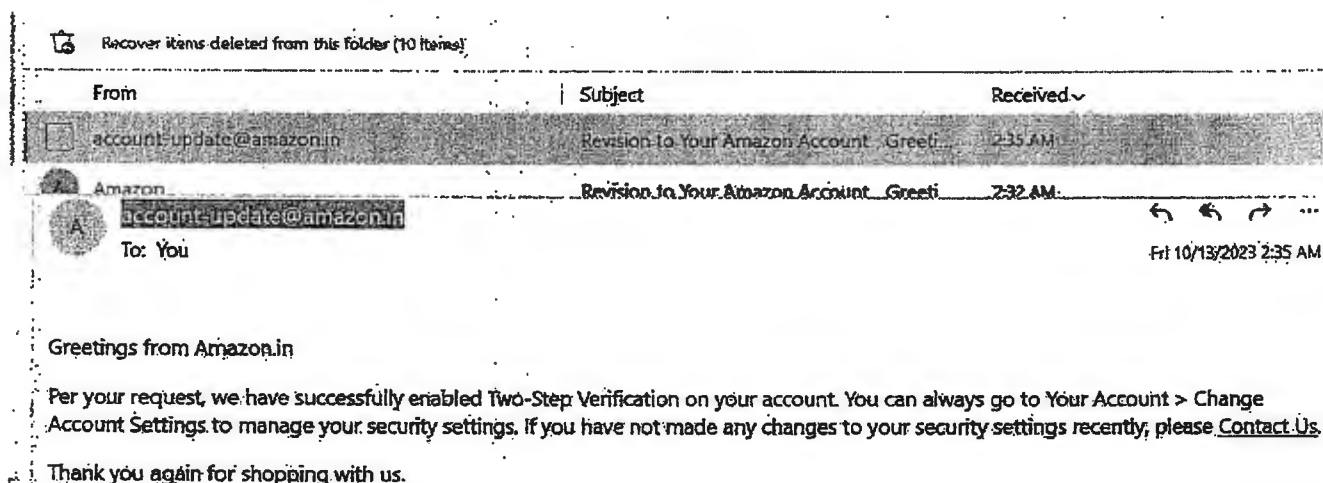 Recover items deleted from this folder (10 items)
From Subject Received
account-update@amazon.in Revision to Your Amazon Account Greeti... 2:35 AM
A Amazon Revision to Your Amazon Account Greeti 2:32 AM
A account-update@amazon.in
To: You
Fri 10/13/2023 2:35 AM
Greetings from Amazon.in
Per your request, we have successfully enabled Two-Step Verification on your account. You can always go to Your Account > Change
Account Settings to manage your security settings. If you have not made any changes to your security settings recently, please Contact Us.
Thank you again for shopping with us.